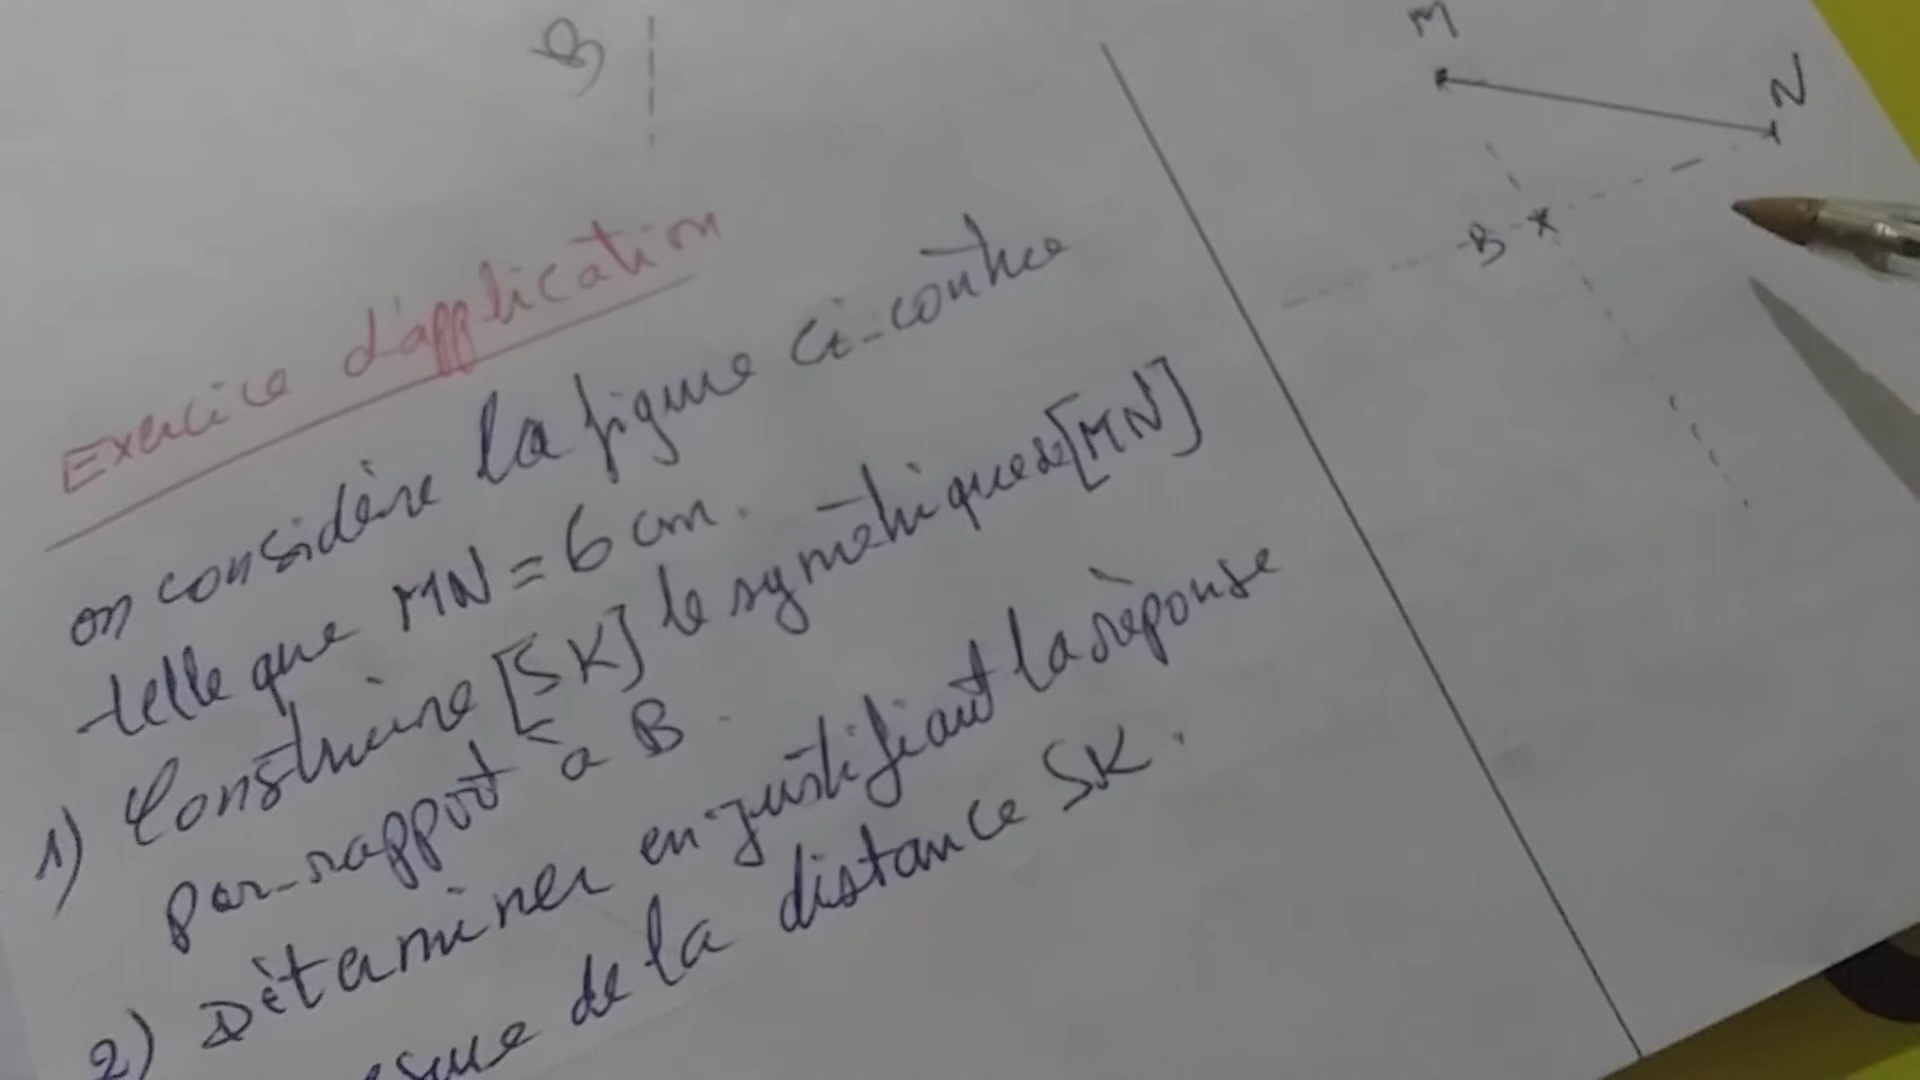 B
Exercice d'application
on considère la figure ci-contre
telle que MN = 6 cm.
1) Construire [SK] le symétrique de [MN]
par-rapport à B.
2) Déterminer en justifiant la réponse
de la distance SK.
M
N
B